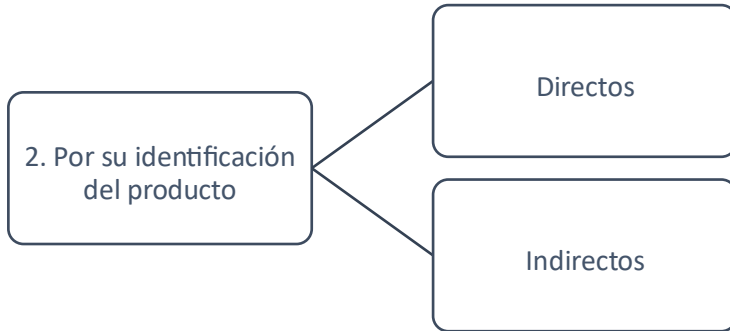 2. Por su identificación
del producto
Directos
Indirectos